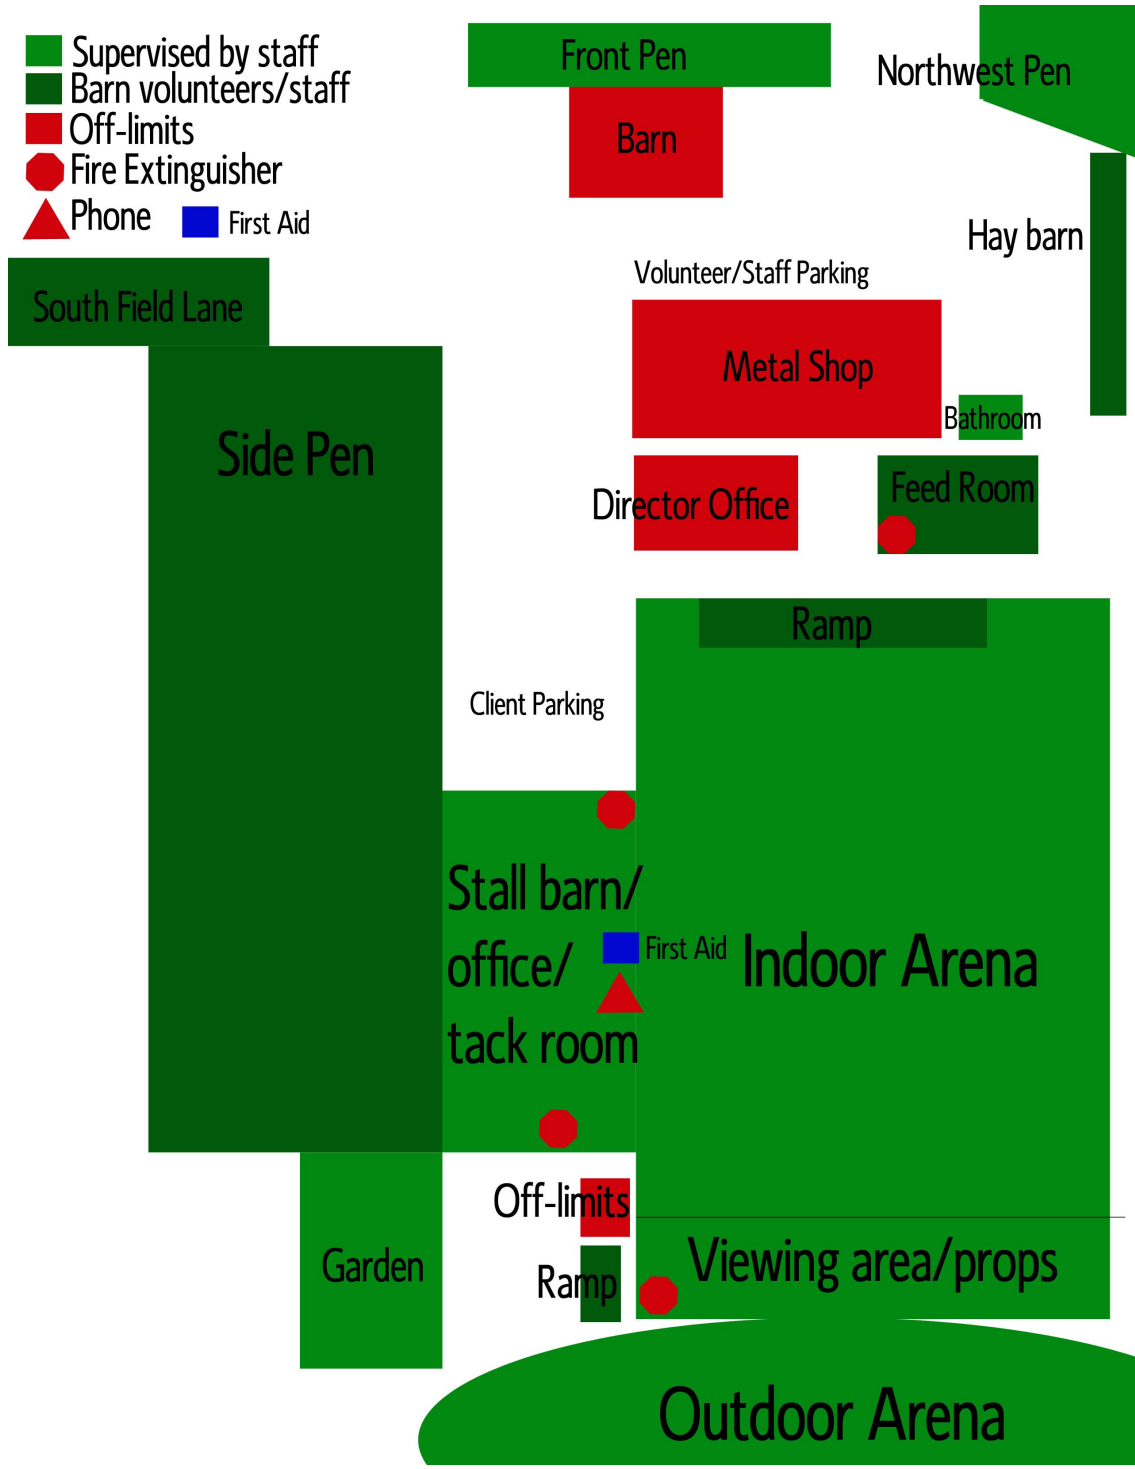 Supervised by staff
Barn volunteers/staff
Off-limits
Fire Extinguisher
Phone
First Aid
Front Pen
Northwest Pen
Barn
Hay barn
South Field Lane
Volunteer/Staff Parking
Metal Shop
Bathroom
Side Pen
Director Office
Feed Room
Ramp
Client Parking
Stall barn/
office/
tack room
First Aid
Indoor Arena
Off-limits
Ramp
Garden
Viewing area/props
Outdoor Arena